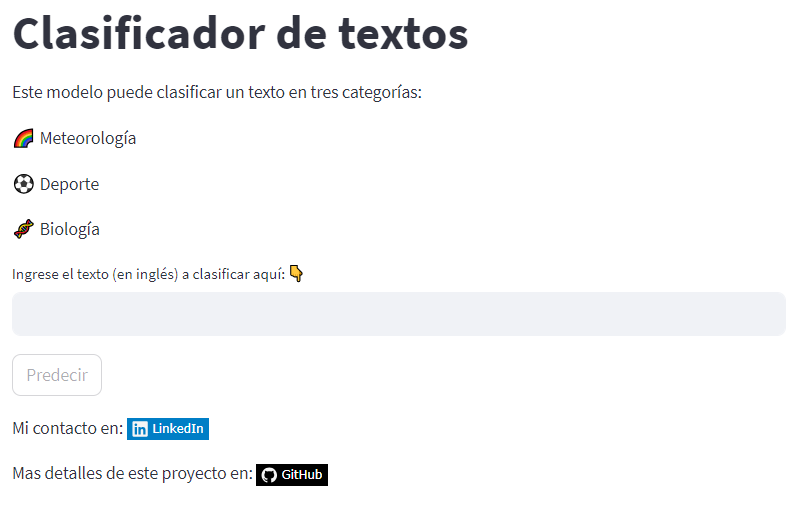 Clasificador de textos
Este modelo puede clasificar un texto en tres categorías:
🌈 Meteorología
⚽ Deporte
🧬 Biología
Ingrese el texto (en inglés) a clasificar aquí: 👇
Predecir
Mi contacto en: LinkedIn
Mas detalles de este proyecto en: GitHub